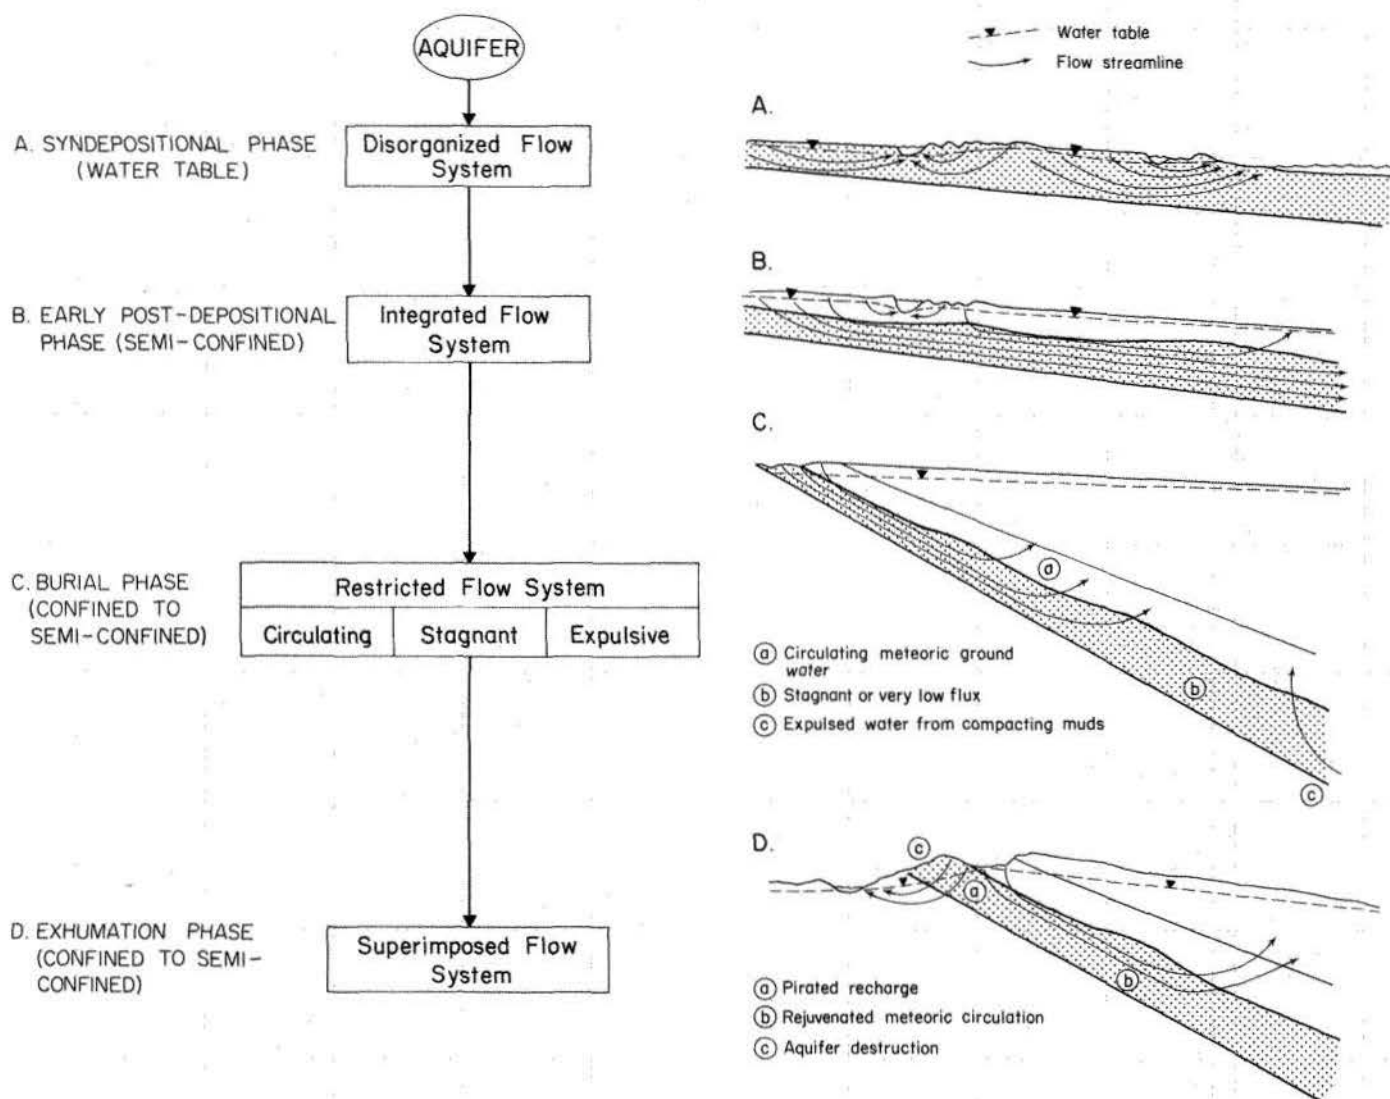 AQUIFER
A. SYNDEPOSITIONAL PHASE
(WATER TABLE)
Disorganized Flow
System
B. EARLY POST-DEPOSITIONAL
PHASE (SEMI-CONFINED)
Integrated Flow
System
C. BURIAL PHASE
(CONFINED TO
SEMI-CONFINED)
Restricted Flow System
Circulating
Stagnant
Expulsive
D. EXHUMATION PHASE
(CONFINED TO SEMI-
CONFINED)
Superimposed Flow
System
Water table
Flow streamline
A.
B.
C.
a
b
c
a Circulating meteoric ground
water
b Stagnant or very low flux
c Expulsed water from compacting muds
D.
c
a
b
a Pirated recharge
b Rejuvenated meteoric circulation
c Aquifer destruction